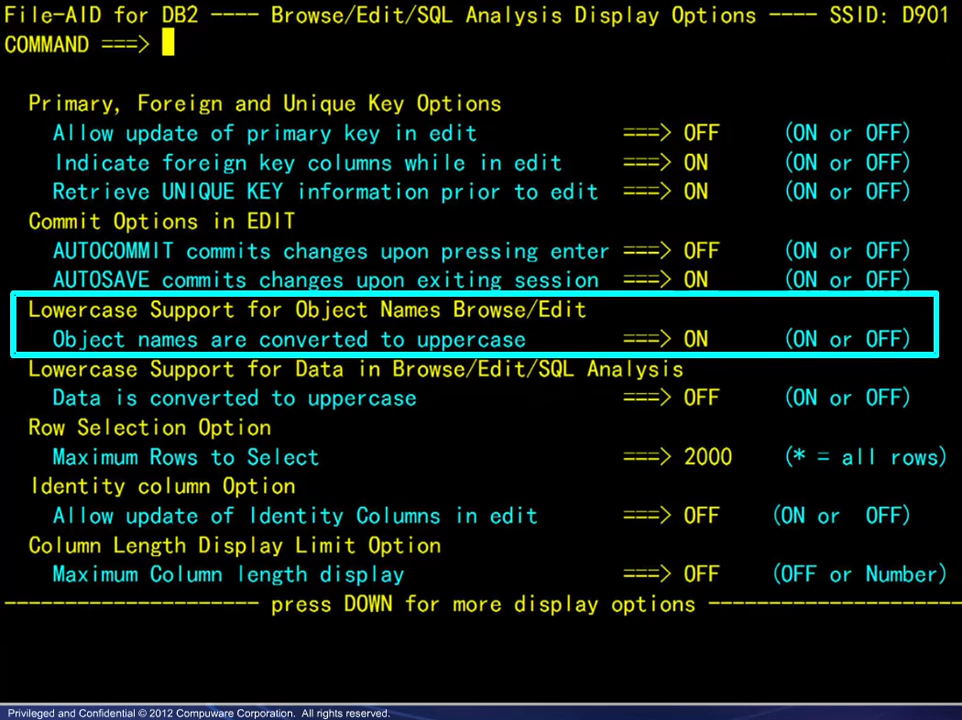 File-AID for DB2 ---- Browse/Edit/SQL Analysis Display Options ---- SSID: D901
COMMAND ===>
Primary, Foreign and Unique Key Options
Allow update of primary key in edit ===> OFF (ON or OFF)
Indicate foreign key columns while in edit ===> ON (ON or OFF)
Retrieve UNIQUE KEY information prior to edit ===> ON (ON or OFF)
Commit Options in EDIT
AUTOCOMMIT commits changes upon pressing enter ===> OFF (ON or OFF)
AUTOSAVE commits changes upon exiting session ===> ON (ON or OFF)
Lowercase Support for Object Names Browse/Edit
Object names are converted to uppercase ===> ON (ON or OFF)
Lowercase Support for Data in Browse/Edit/SQL Analysis
Data is converted to uppercase ===> OFF (ON or OFF)
Row Selection Option
Maximum Rows to Select ===> 2000 (* = all rows)
Identity column Option
Allow update of Identity Columns in edit ===> OFF (ON or  OFF)
Column Length Display Limit Option
Maximum Column length display ===> OFF (OFF or Number)
--------------------- press DOWN for more display options ---------------------
Privileged and Confidential © 2012 Compuware Corporation.  All rights reserved.